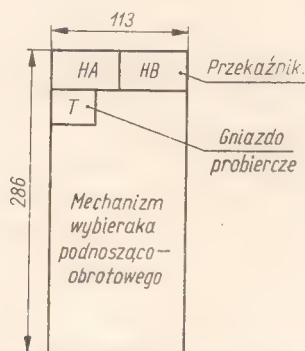 113
HA HB Przekaźnik.
T
Gniazdo
probiercze
286
Mechanizm
wybieraka
podnosząco-
obrotowego